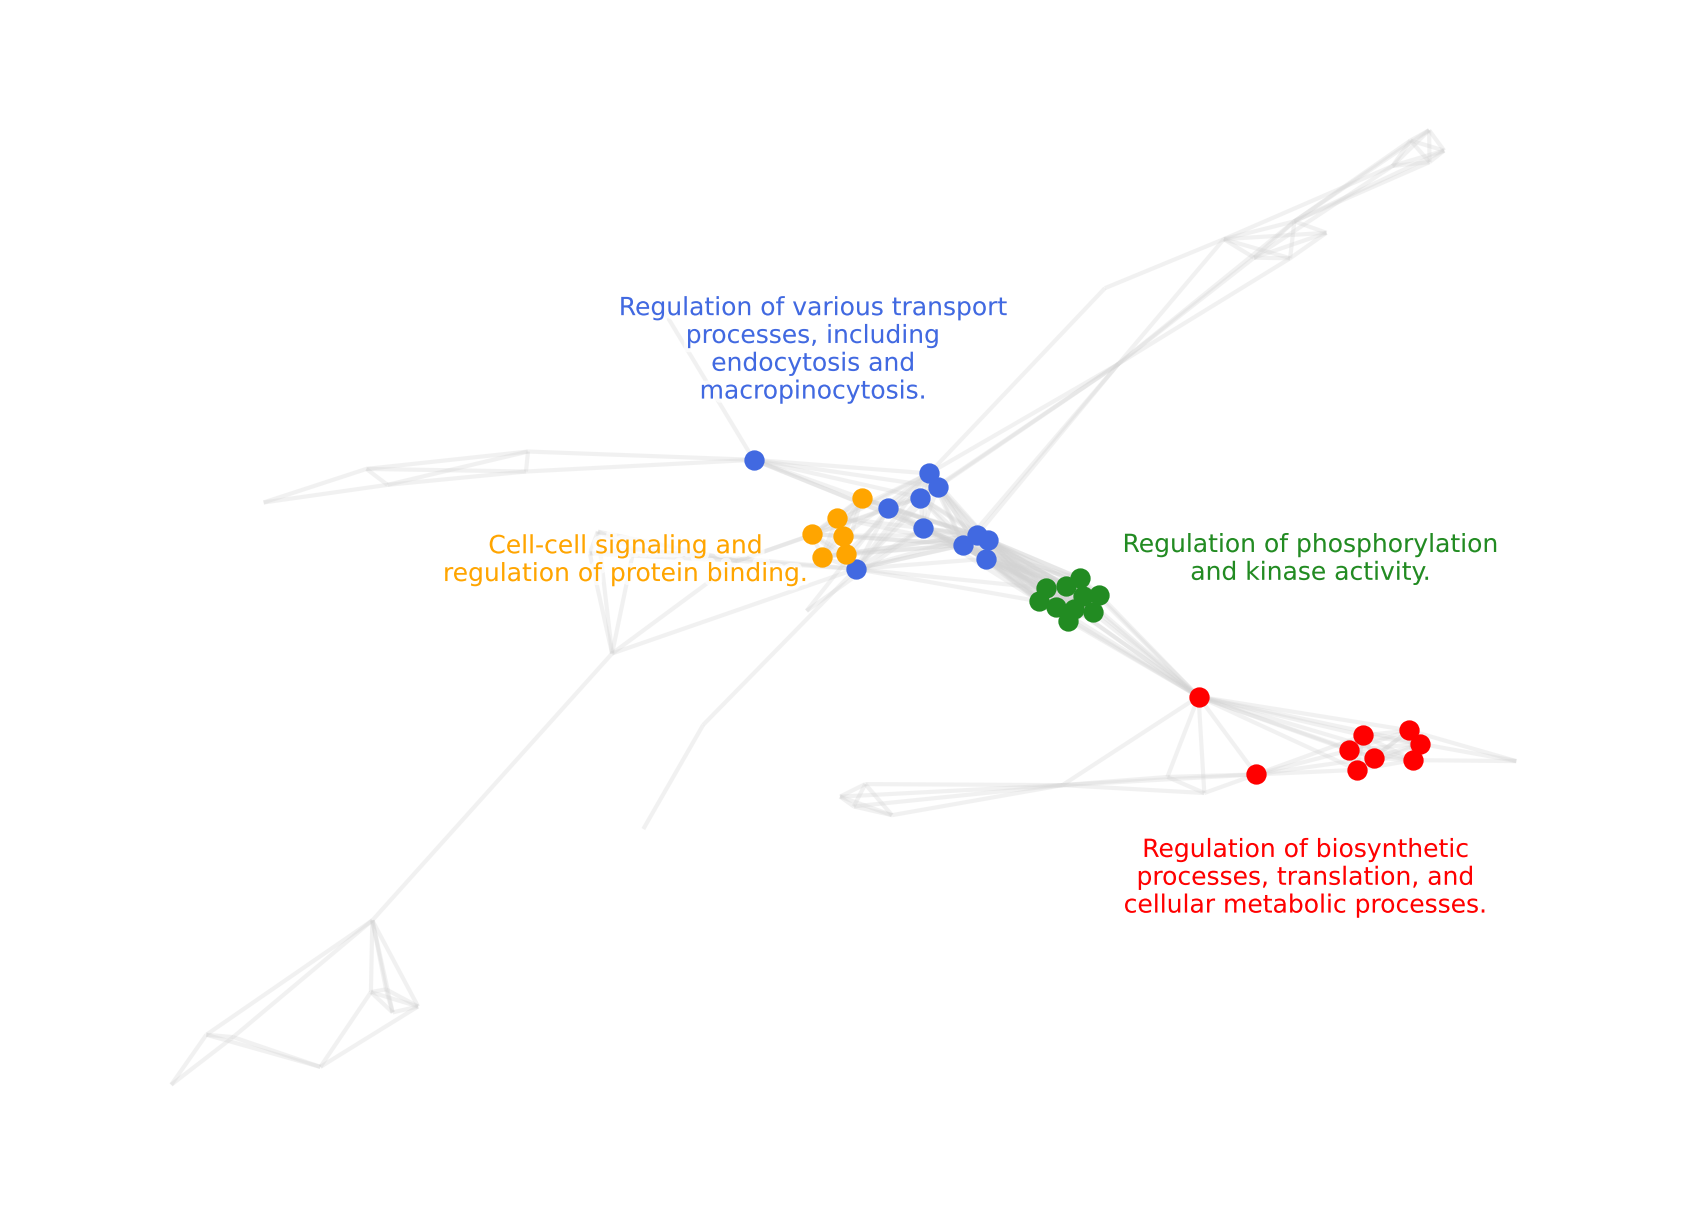 Regulation of various transport
processes, including
endocytosis and
macropinocytosis.
Cell-cell signaling and
regulation of protein binding.
Regulation of phosphorylation
and kinase activity.
Regulation of biosynthetic
processes, translation, and
cellular metabolic processes.